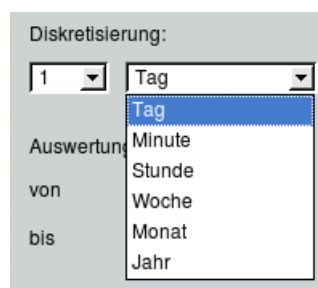 Diskretisierung:
1 Tag
Tag
Auswertung Minute
Stunde
von Woche
bis Monat
Jahr